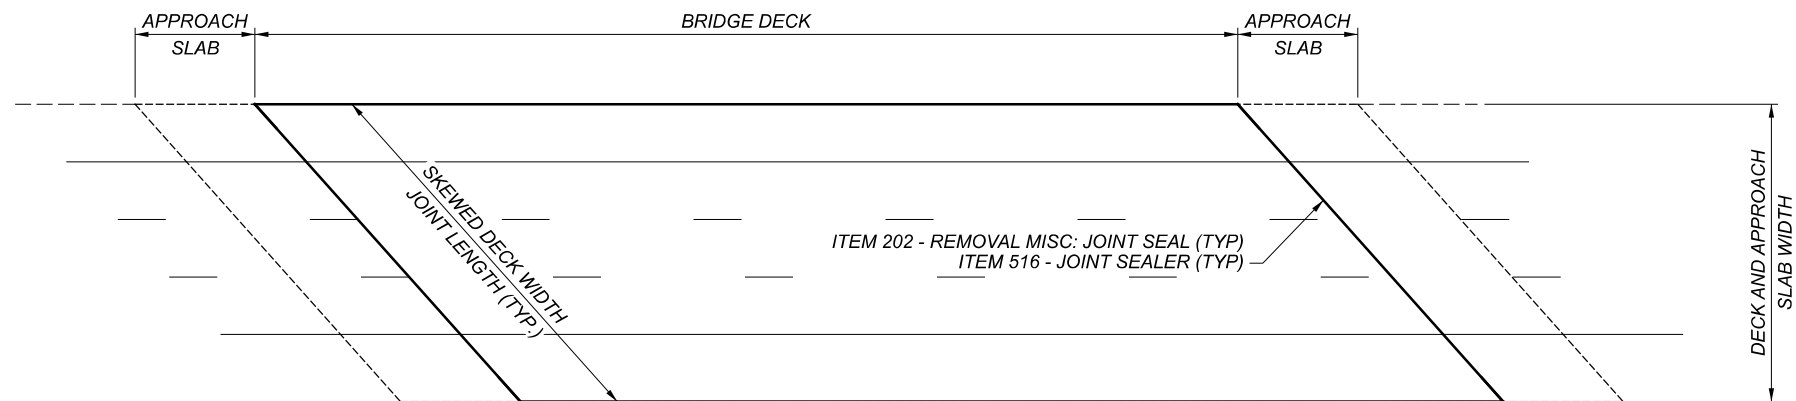 APPROACH
SLAB
BRIDGE DECK
APPROACH
SLAB
SKEWED DECK WIDTH
JOINT LENGTH (TYP.)
ITEM 202 - REMOVAL MISC: JOINT SEAL (TYP)
ITEM 516 - JOINT SEALER (TYP)
DECK AND APPROACH
SLAB WIDTH